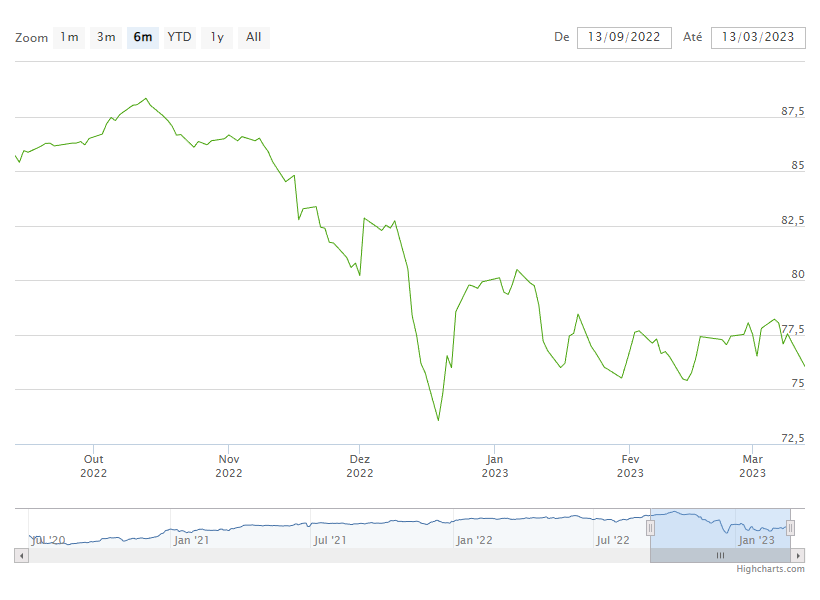 Zoom 1m 3m 6m YTD 1y All De 13/09/2022 Até 13/03/2023
87,5
85
82,5
80
77,5
75
72,5
Out 2022
Nov 2022
Dez 2022
Jan 2023
Fev 2023
Mar 2023
Jul '20 Jan '21 Jul '21 Jan '22 Jul '22 Jan '23
Highcharts.com